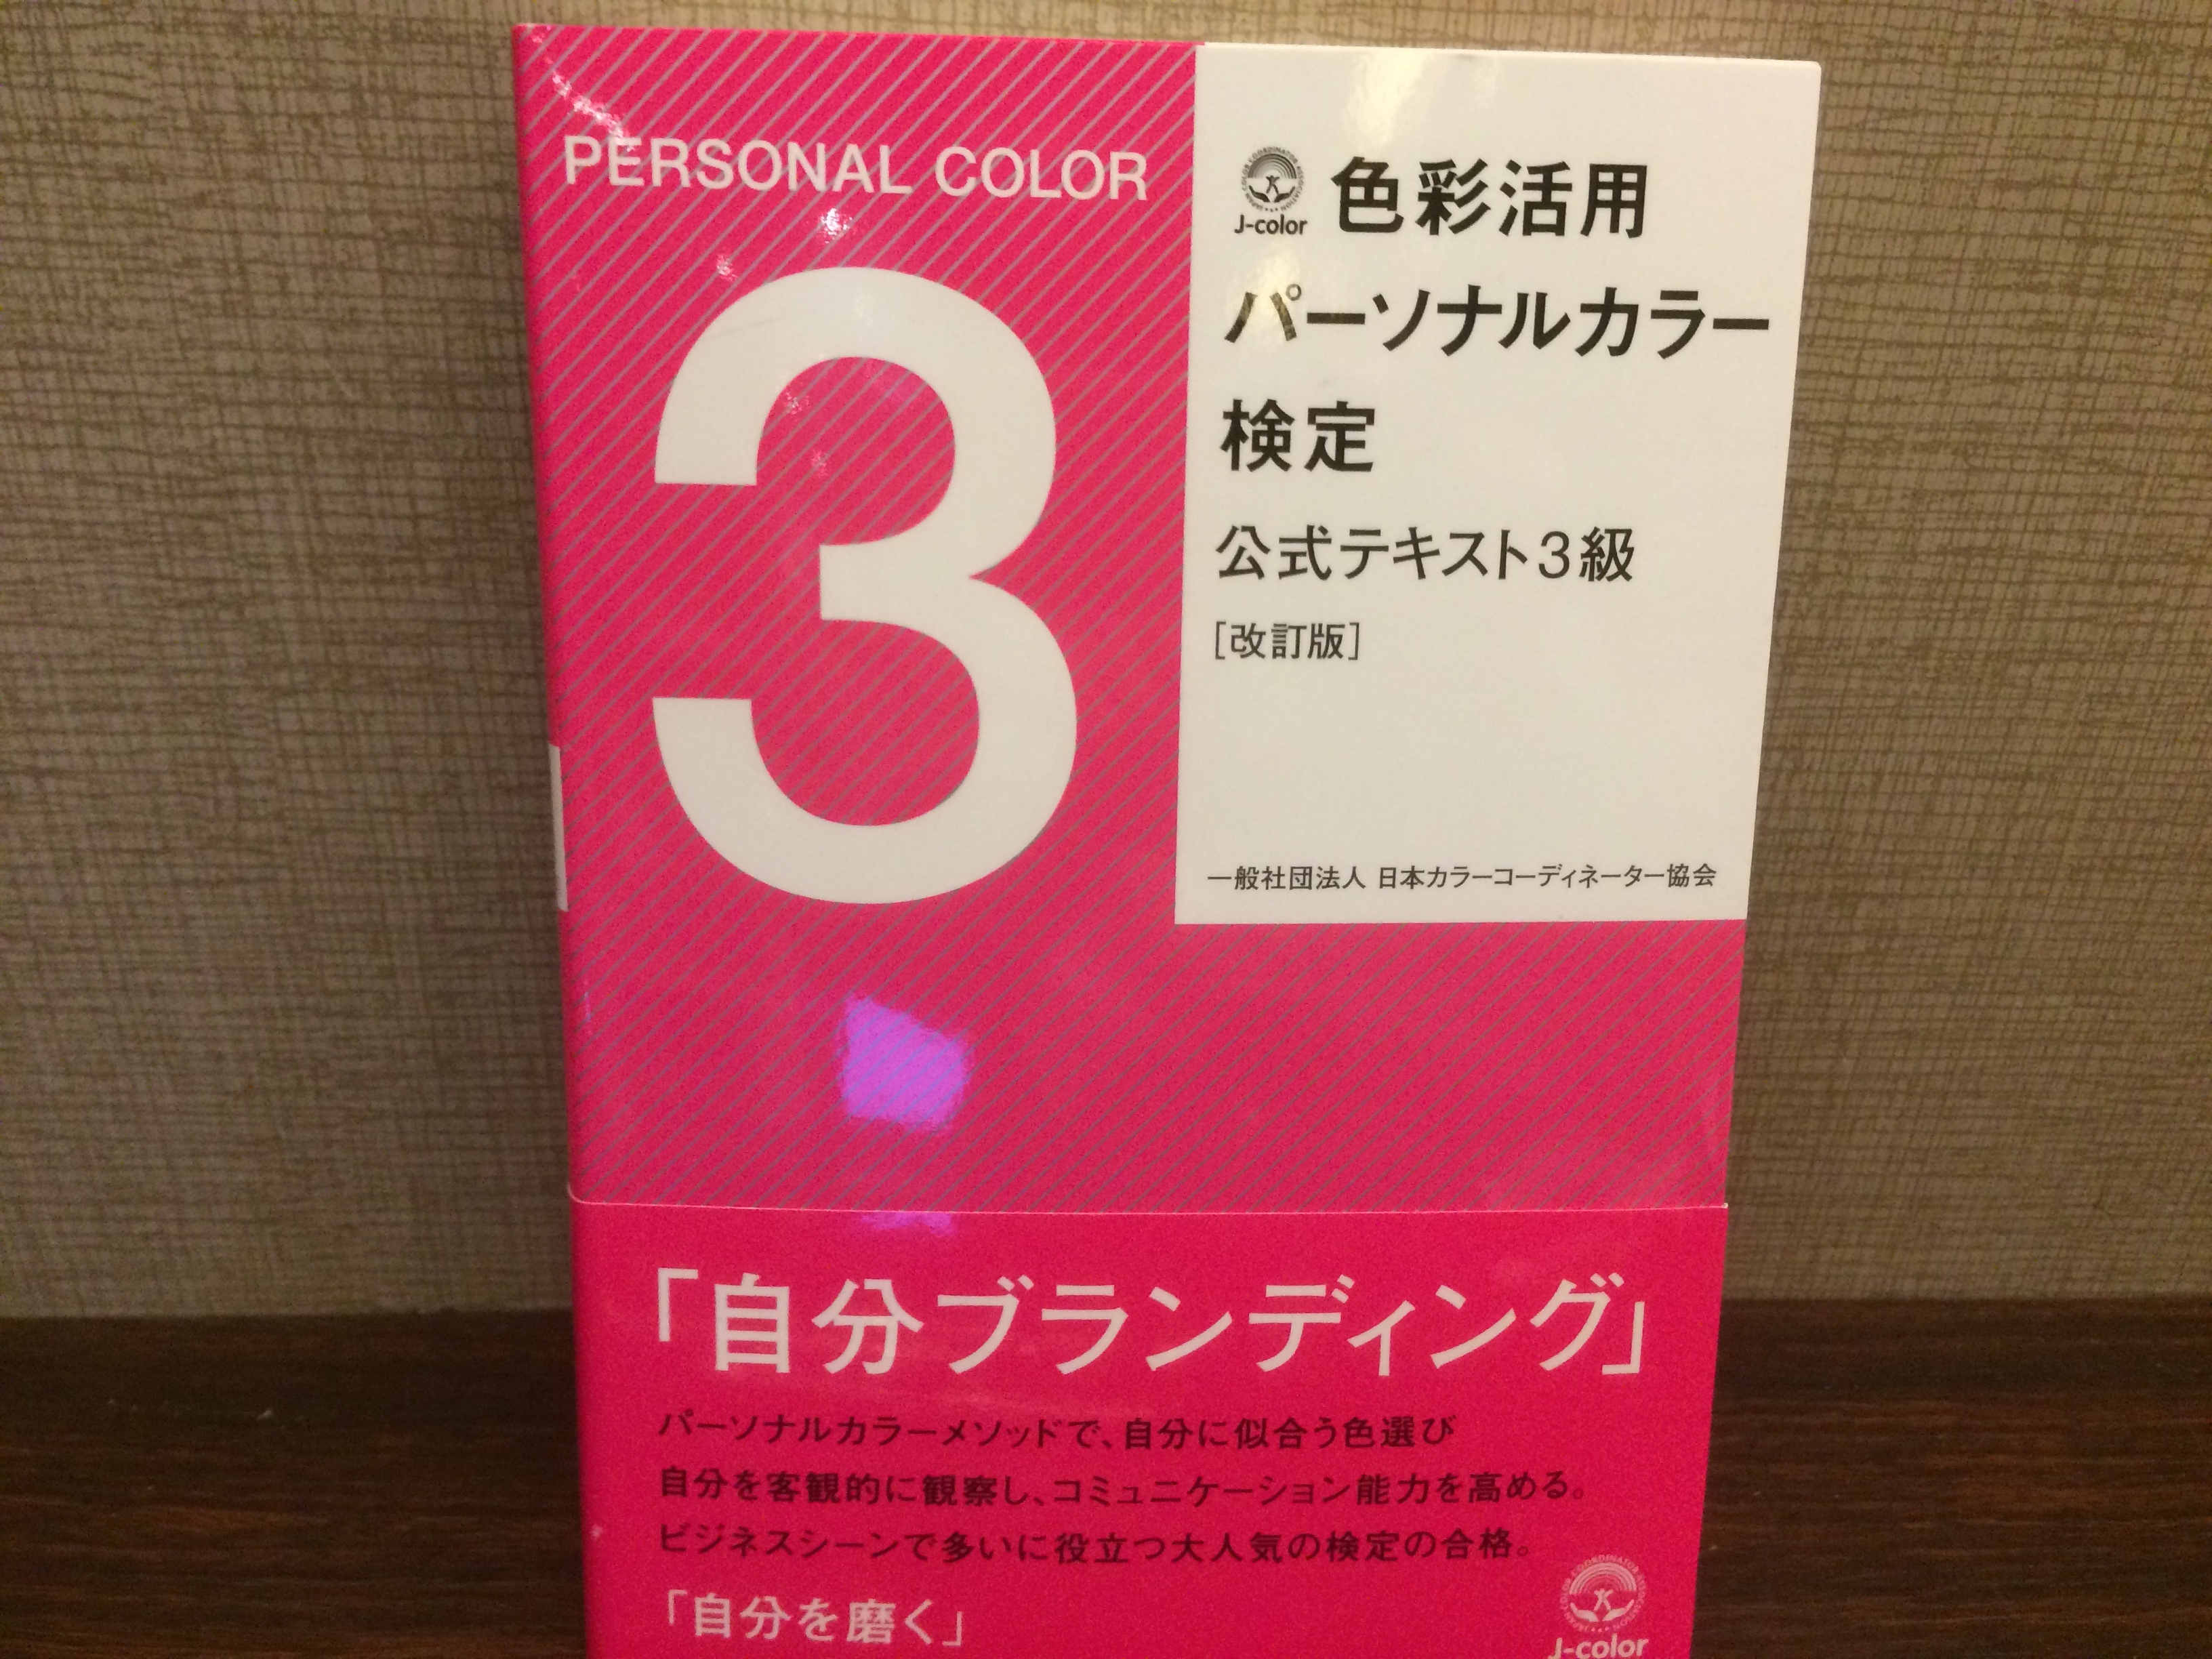 PERSONAL COLOR
3
J-color
色彩活用
パーソナルカラー
検定
公式テキスト3級
[改訂版]
一般社団法人 日本カラーコーディネーター協会
「自分ブランディング」
パーソナルカラーメソッドで、自分に似合う色選び
自分を客観的に観察し、コミュニケーション能力を高める。
ビジネスシーンで多いに役立つ大人気の検定の合格。
「自分を磨く」
J-color